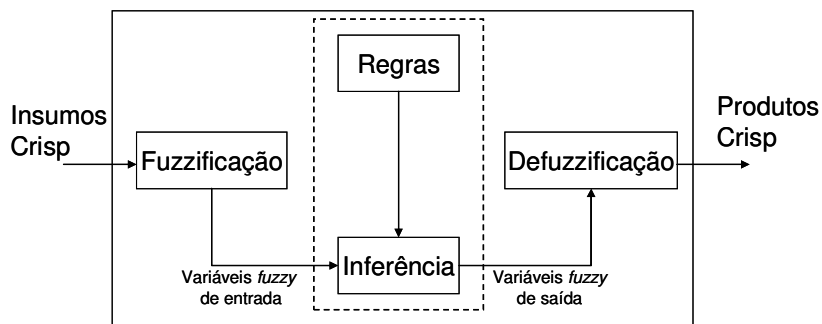 Regras
Insumos
Crisp
Produtos
Crisp
Fuzzificação
Defuzzificação
Inferência
Variáveis fuzzy
de entrada
Variáveis fuzzy
de saída